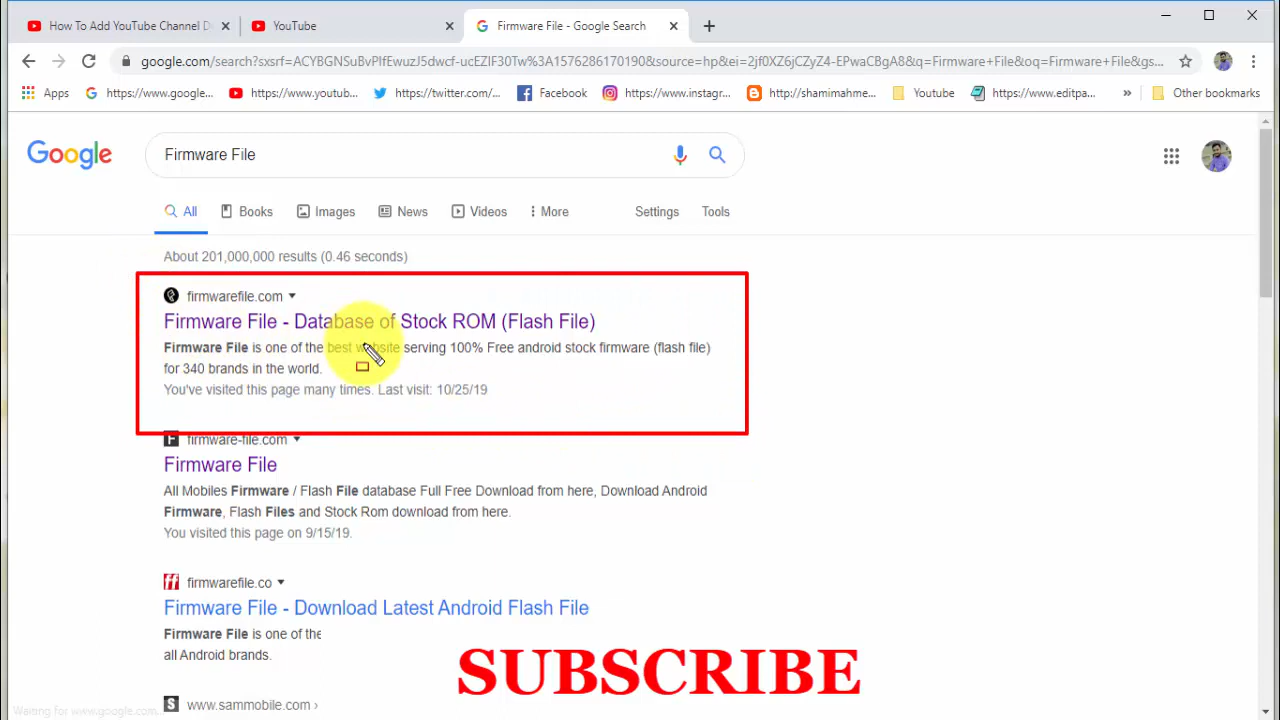 How To Add YouTube Channel D
YouTube
Firmware File - Google Search
google.com/search?sxsrf=ACYBGNSuBvPIfEwuzJ5dwcf-ucEZIF30Tg%3A1576286170190&source=hp&ei=2jf0XZ6jCZyZ4-EPwaCBgA8&q=Firmware+File&oq=Firmware+File&gs...
Apps
https://www.google...
https://www.youtub...
https://twitter.com/...
Facebook
https://www.instagr...
http://shamimahme...
Youtube
https://www.editpa...
»
Other bookmarks
Google
Firmware File
All
Books
Images
News
Videos
More
Settings
Tools
About 201,000,000 results (0.46 seconds)
firmwarefile.com
Firmware File - Database of Stock ROM (Flash File)
Firmware File is one of the best website serving 100% Free android stock firmware (flash file)
for 340 brands in the world.
You've visited this page many times. Last visit: 10/25/19
F
firmware-file.com
Firmware File
All Mobiles Firmware / Flash File database Full Free Download from here, Download Android
Firmware, Flash Files and Stock Rom download from here.
You visited this page on 9/15/19.
ff
firmwarefile.co
Firmware File - Download Latest Android Flash File
Firmware File is one of the
all Android brands.
SUBSCRIBE
S
www.sammobile.com ›
Waiting for www.google.com...